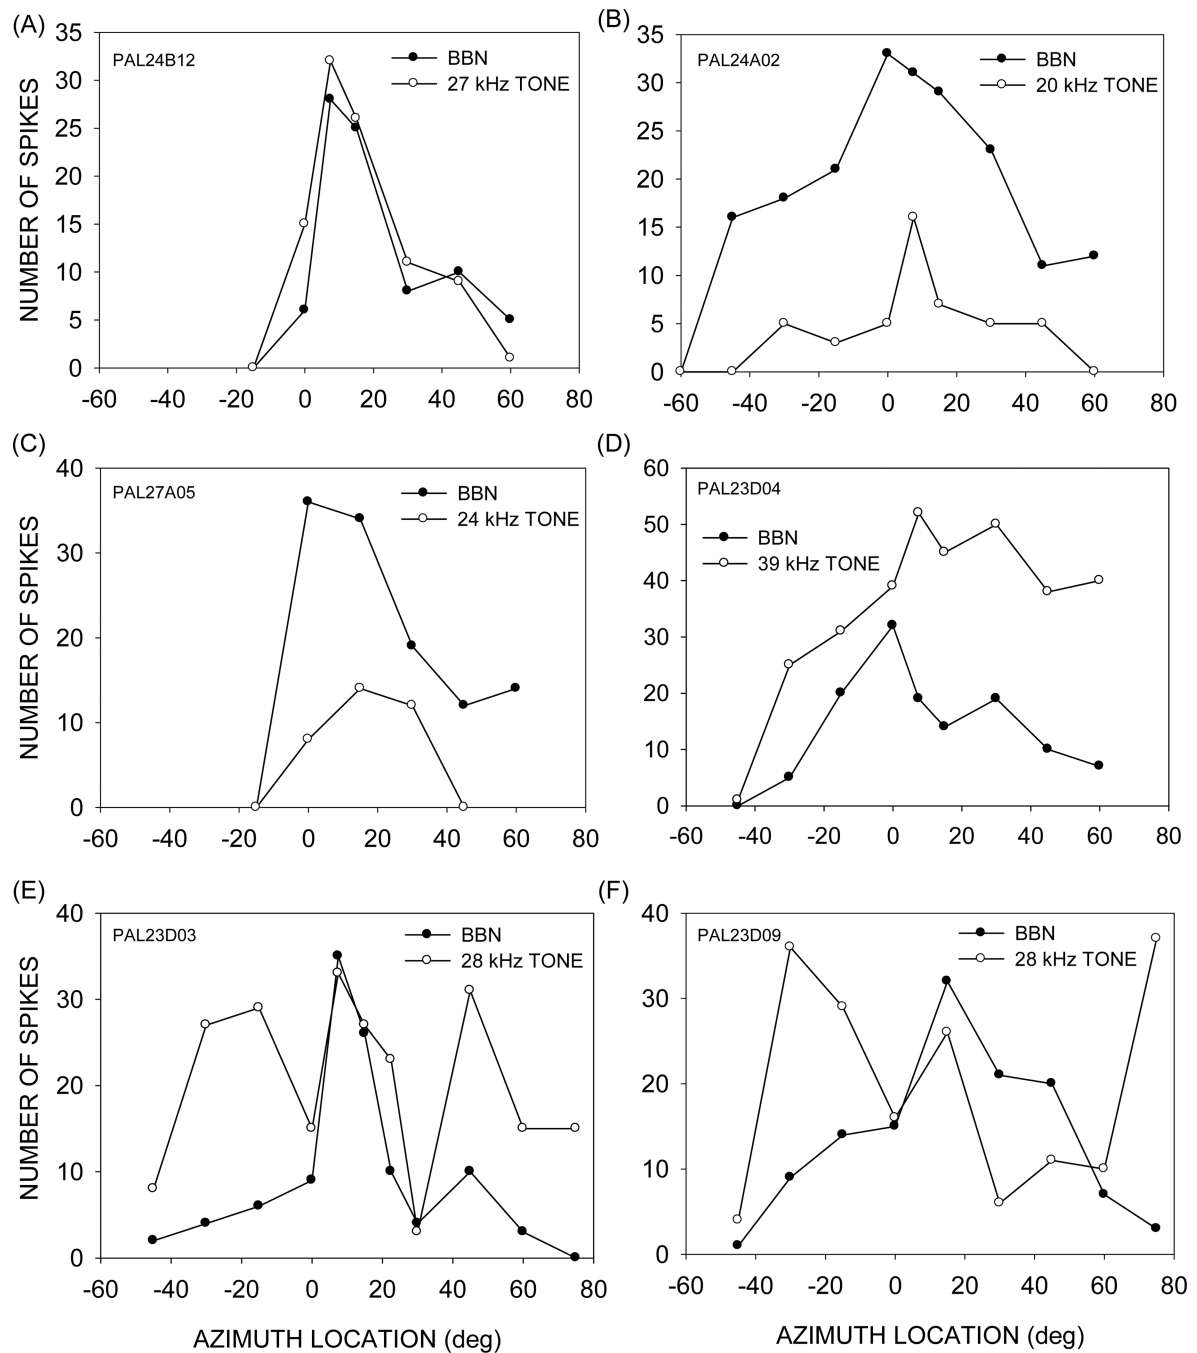 (A)
PAL24B12
BBN
27 kHz TONE
NUMBER OF SPIKES
35
30
25
20
15
10
5
0
-60 -40 -20 0 20 40 60 80
(B)
PAL24A02
BBN
20 kHz TONE
35
30
25
20
15
10
5
0
-60 -40 -20 0 20 40 60 80
(C)
PAL27A05
BBN
24 kHz TONE
NUMBER OF SPIKES
40
30
20
10
0
-60 -40 -20 0 20 40 60 80
(D)
PAL23D04
BBN
39 kHz TONE
60
50
40
30
20
10
0
-60 -40 -20 0 20 40 60 80
(E)
PAL23D03
BBN
28 kHz TONE
NUMBER OF SPIKES
40
30
20
10
0
-60 -40 -20 0 20 40 60 80
AZIMUTH LOCATION (deg)
(F)
PAL23D09
BBN
28 kHz TONE
40
30
20
10
0
-60 -40 -20 0 20 40 60 80
AZIMUTH LOCATION (deg)